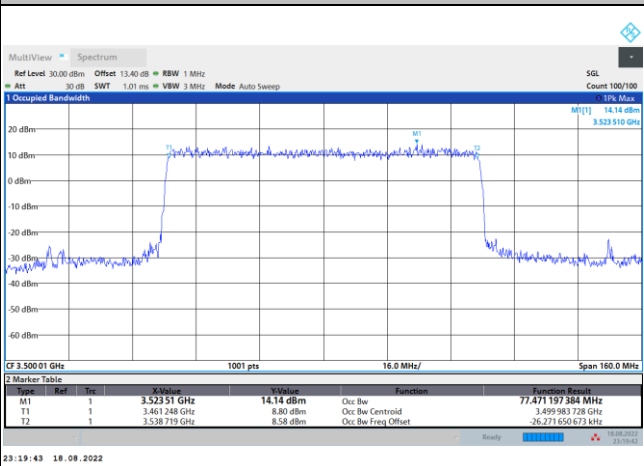 MultiView Spectrum
Ref Level 30.00 dBm Offset 13.40 dB RBW 1 MHz SGL
Att 30 dB SWT 1.01 ms VBW 3 MHz Mode Auto Sweep Count 100/100
1 Occupied Bandwidth 1Pk Max
M1[1] 14.14 dBm
3.523 510 GHz
20 dBm
M1
T1 T2
10 dBm
0 dBm
-10 dBm
-20 dBm
-30 dBm
-40 dBm
-50 dBm
-60 dBm
CF 3.500 01 GHz 1001 pts 16.0 MHz/ Span 160.0 MHz
2 Marker Table
Type Ref Trc X-Value Y-Value Function Function Result
M1 1 3.523 51 GHz 14.14 dBm Occ Bw 77.471 197 384 MHz
T1 1 3.461 248 GHz 8.80 dBm Occ Bw Centroid 3.499 983 728 GHz
T2 1 3.538 719 GHz 8.58 dBm Occ Bw Freq Offset -26.271 650 673 kHz
Ready 18.08.2022
23:19:42
23:19:43 18.08.2022